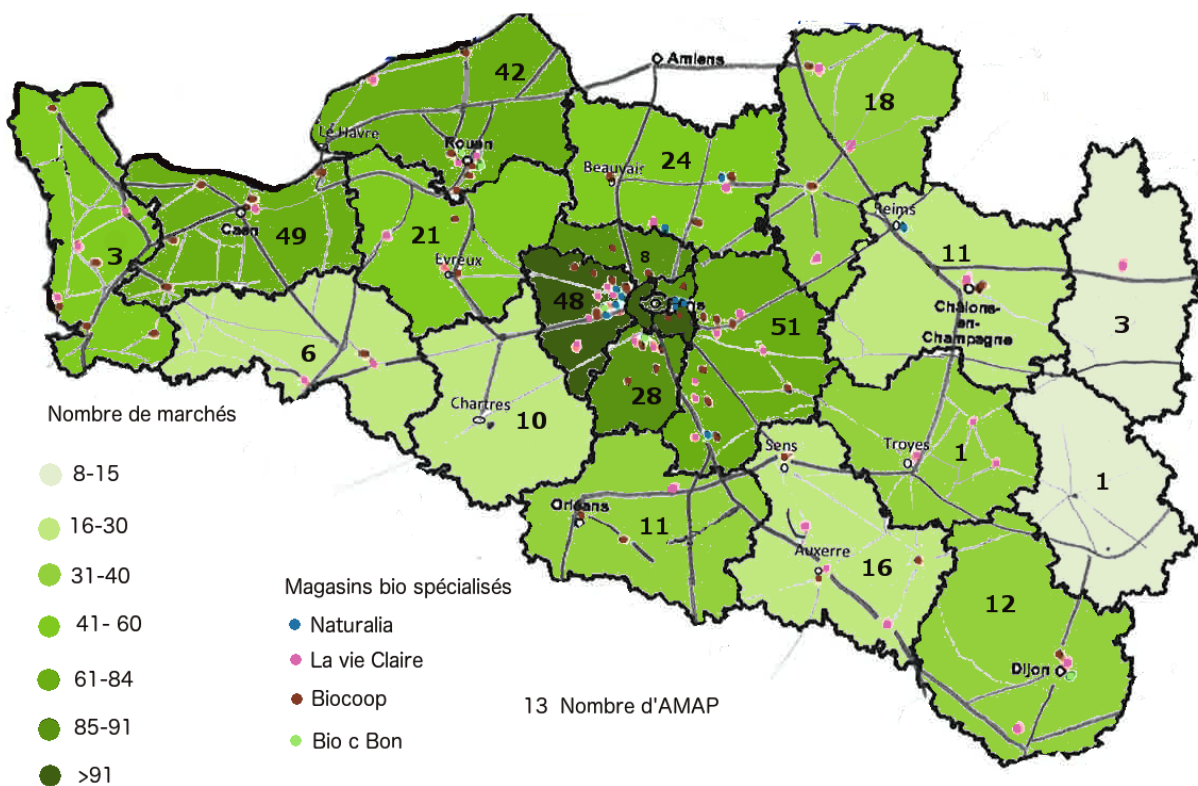 Amiens
42
18
Le Havre
Rouen
Beauvair
24
Reims
Caen
49
3
21
Evreux
8
11
48
51
Châlons-
en-
Champagne
3
6
28
Chartres
10
Sens
Troyes
1
1
Orléans
11
Auxerre
16
12
Dijon
Nombre de marchés
8-15
16-30
31-40
41- 60
61-84
85-91
>91
Magasins bio spécialisés
Naturalia
La vie Claire
Biocoop
Bio c Bon
13 Nombre d'AMAP